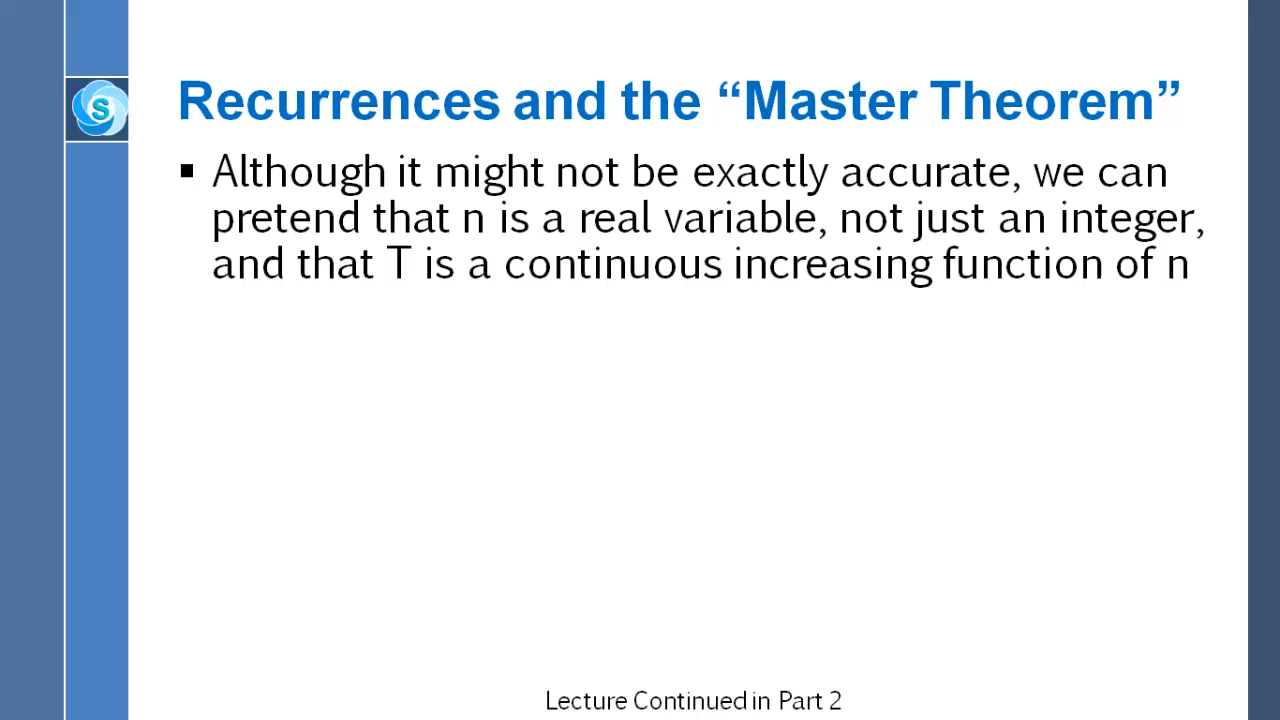 S
Recurrences and the “Master Theorem”
▪ Although it might not be exactly accurate, we can
pretend that n is a real variable, not just an integer,
and that T is a continuous increasing function of n
Lecture Continued in Part 2